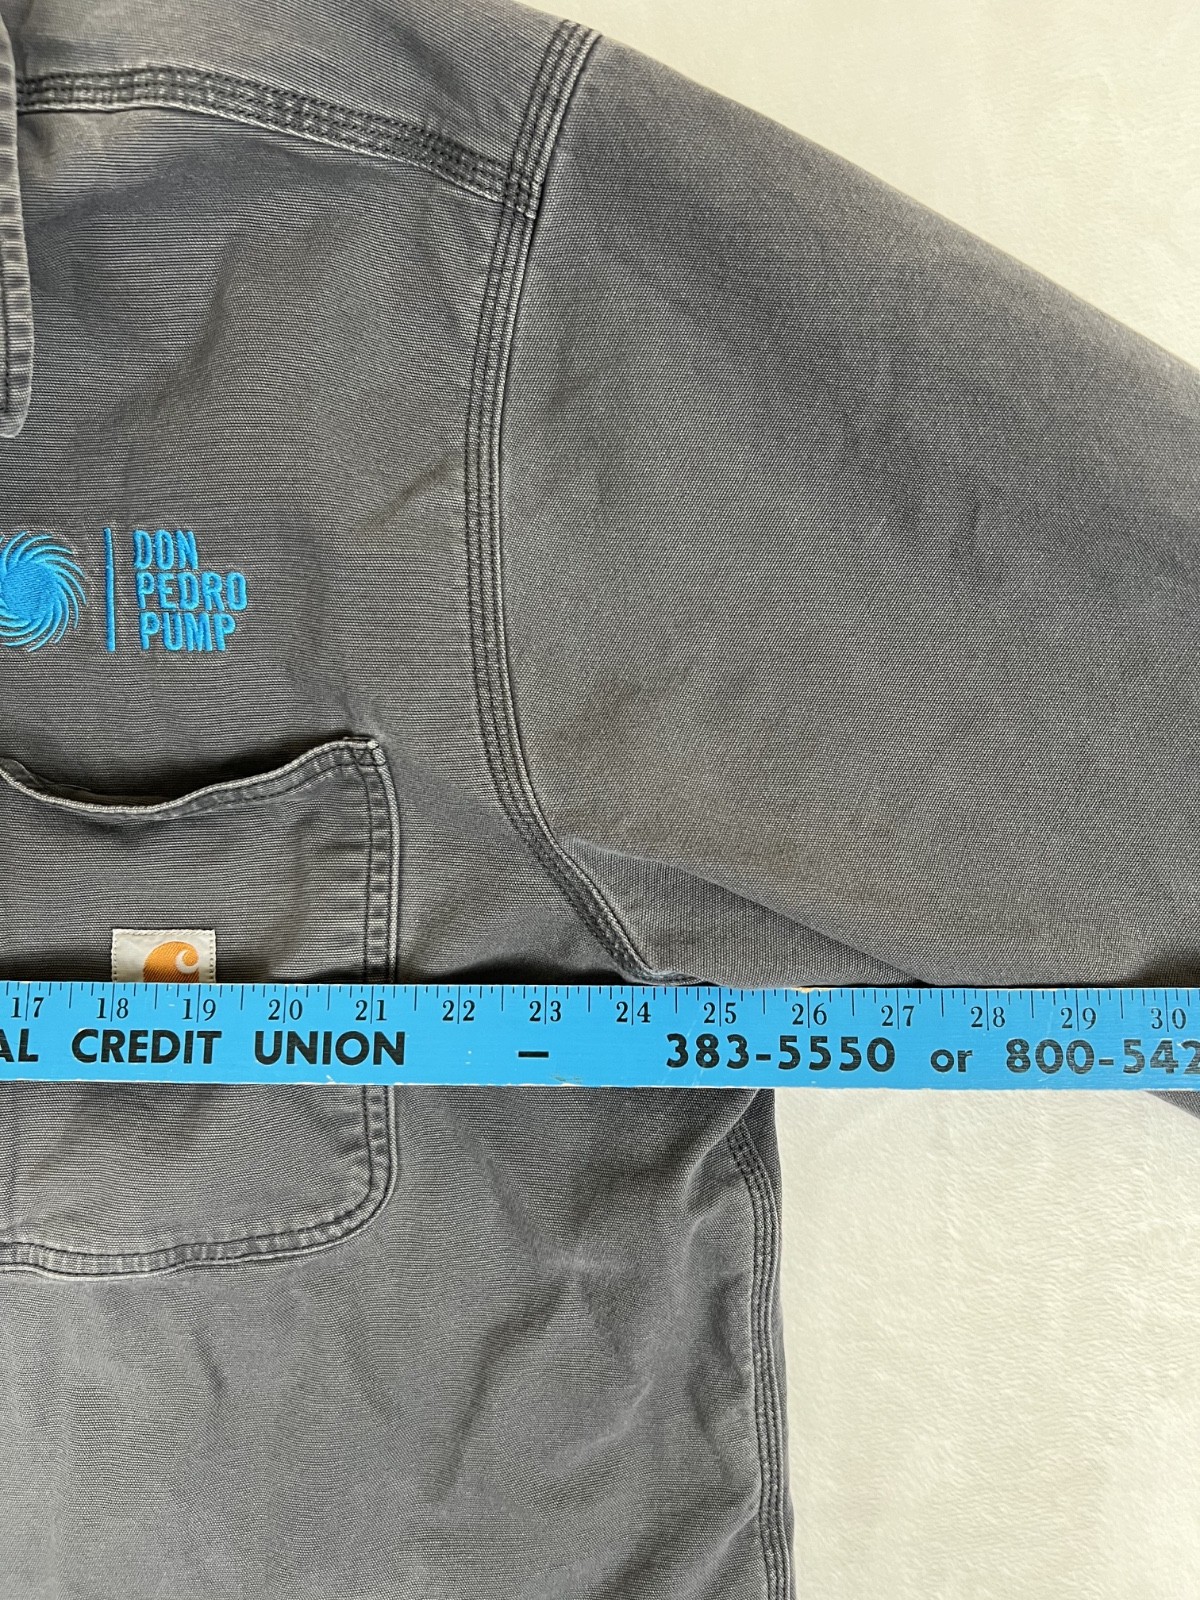 DON
PEDRO
PUMP
17 18 19 20 21 22 23 24 25 26 27 28 29 30
AL CREDIT UNION – 383-5550 or 800-542